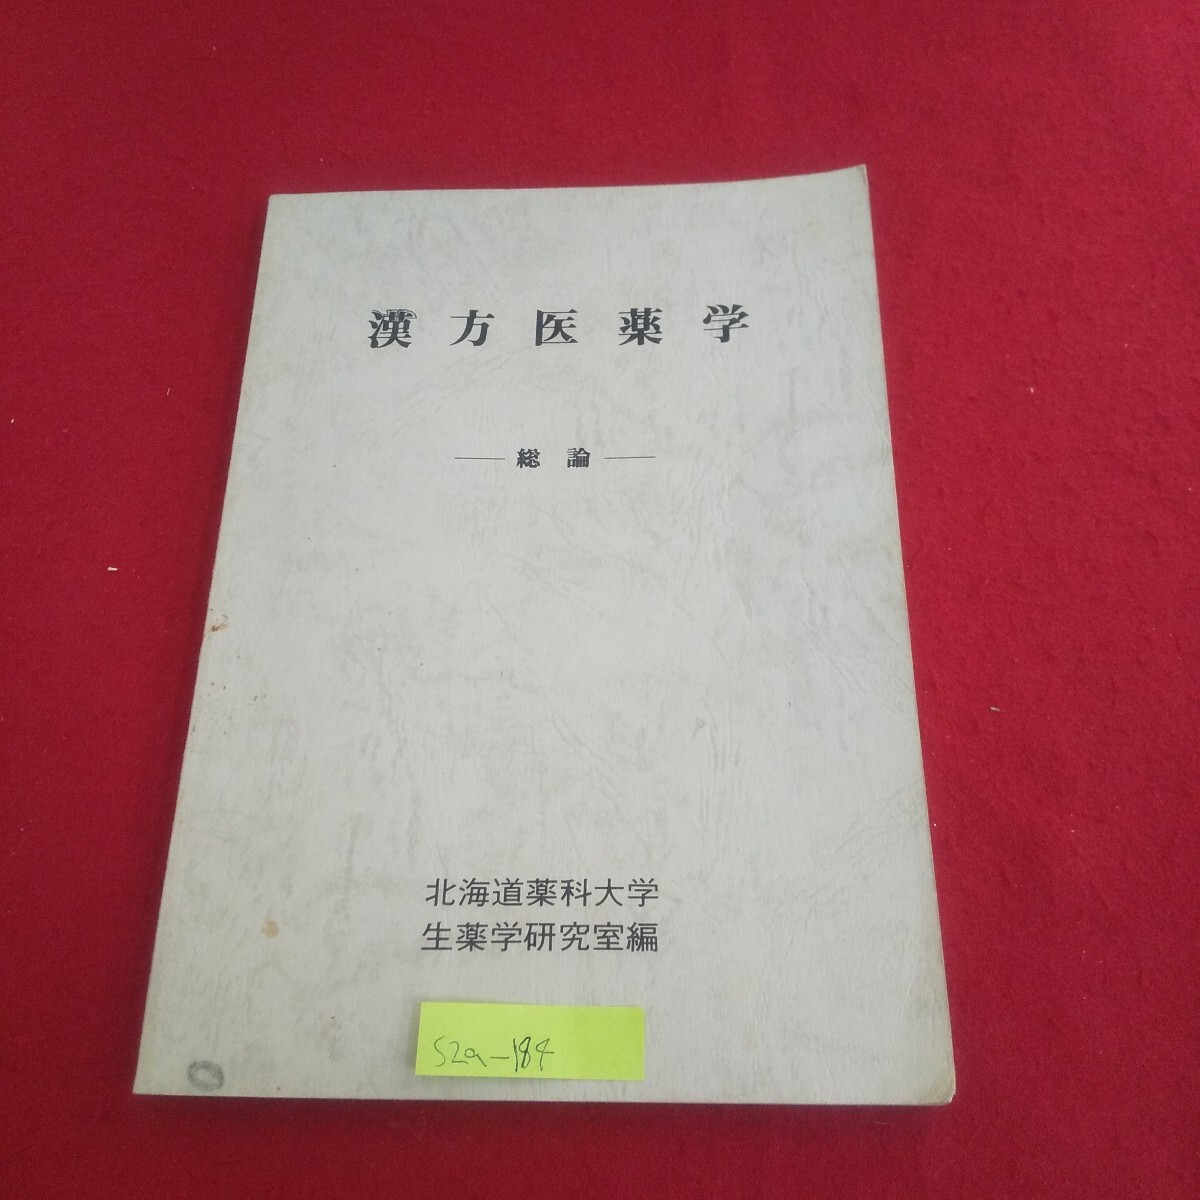 漢方医薬学
―総論―
北海道薬科大学
生薬学研究室編
S2a-184